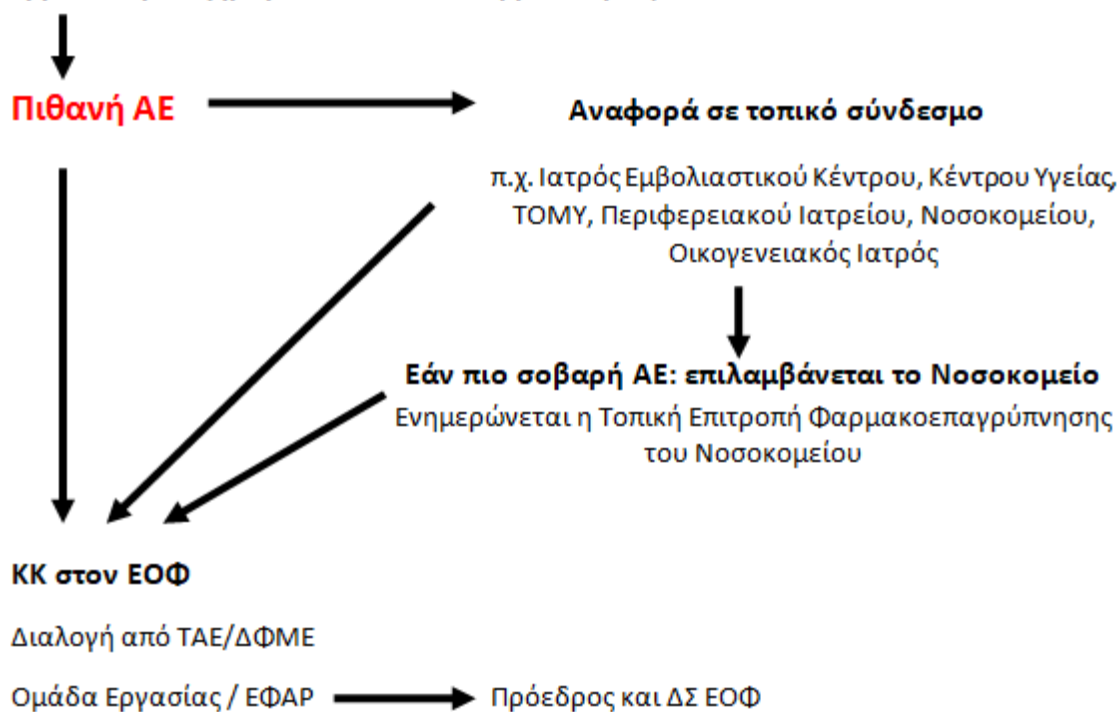 Πιθανή ΑΕ
Αναφορά σε τοπικό σύνδεσμο
π.χ. Ιατρός Εμβολιαστικού Κέντρου, Κέντρου Υγείας,
ΤΟΜΥ, Περιφερειακού Ιατρείου, Νοσοκομείου,
Οικογενειακός Ιατρός
Εάν πιο σοβαρή ΑΕ: επιλαμβάνεται το Νοσοκομείο
Ενημερώνεται η Τοπική Επιτροπή Φαρμακοεπαγρύπνησης
του Νοσοκομείου
ΚΚ στον ΕΟΦ
Διαλογή από ΤΑΕ/ΔΦΜΕ
Ομάδα Εργασίας / ΕΦΑΡ
Πρόεδρος και ΔΣ ΕΟΦ